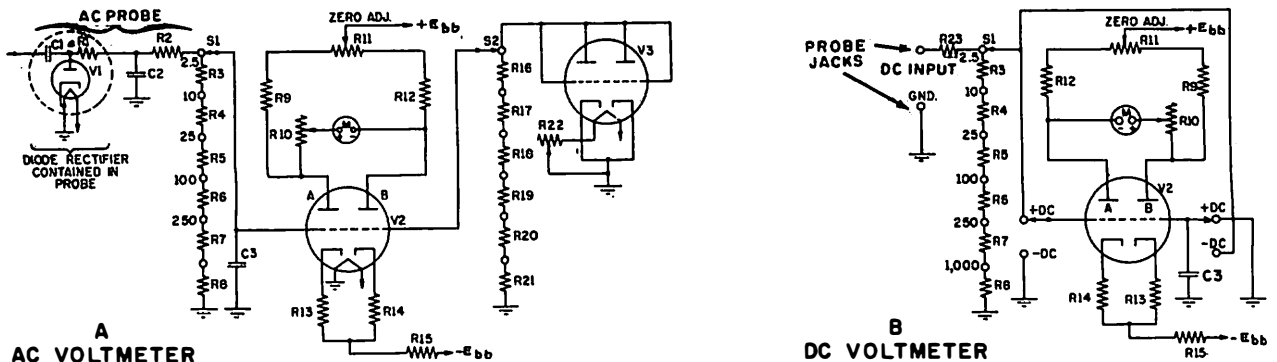 AC PROBE
C1
R1
R2
V1
C2
DIODE RECTIFIER
CONTAINED IN
PROBE
S1
2.5
R3
10
R4
25
R5
100
R6
250
R7
R8
C3
ZERO ADJ.
+Ebb
R11
R9
R12
R10
M
A
B
V2
R13
R14
R15
-Ebb
S2
R16
R17
R18
R19
R20
R21
V3
R22
A
AC VOLTMETER
PROBE
JACKS
DC INPUT
GND.
R23
S1
2.5
R3
10
R4
25
R5
100
R6
250
R7
1,000
R8
ZERO ADJ.
+Ebb
R11
R12
R9
M
R10
V2
A
B
+DC
-DC
+DC
-DC
C3
R14
R13
R15
-Ebb
B
DC VOLTMETER